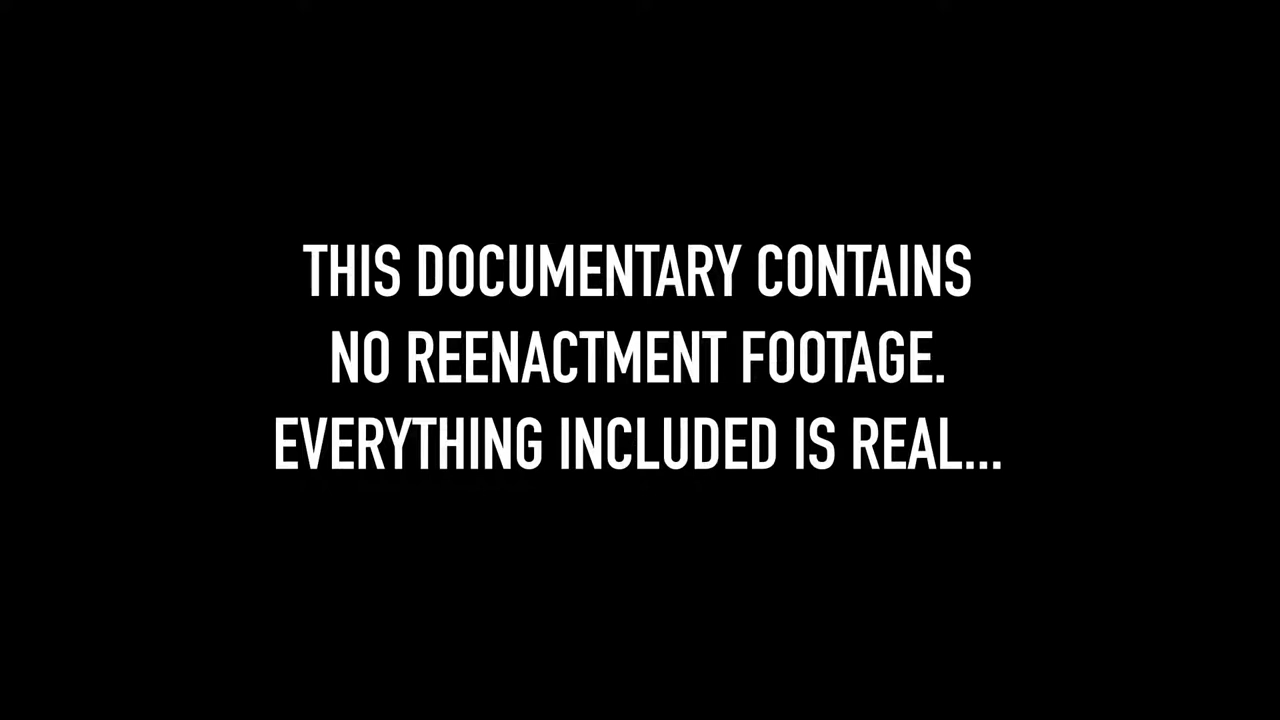 THIS DOCUMENTARY CONTAINS
NO REENACTMENT FOOTAGE.
EVERYTHING INCLUDED IS REAL...